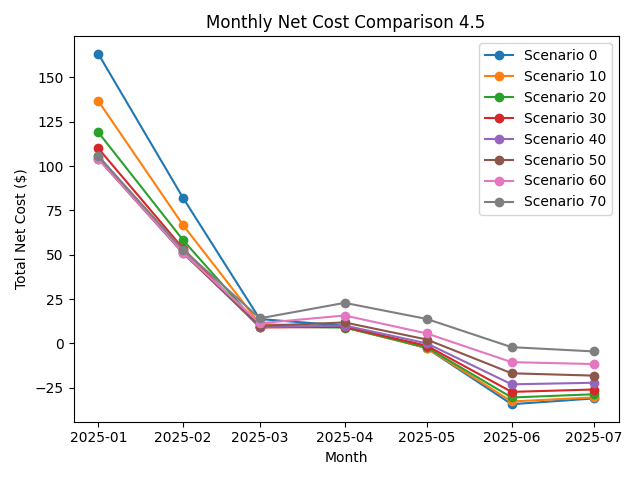 Monthly Net Cost Comparison 4.5
Total Net Cost ($)
150
125
100
75
50
25
0
−25
Scenario 0
Scenario 10
Scenario 20
Scenario 30
Scenario 40
Scenario 50
Scenario 60
Scenario 70
2025-01 2025-02 2025-03 2025-04 2025-05 2025-06 2025-07
Month